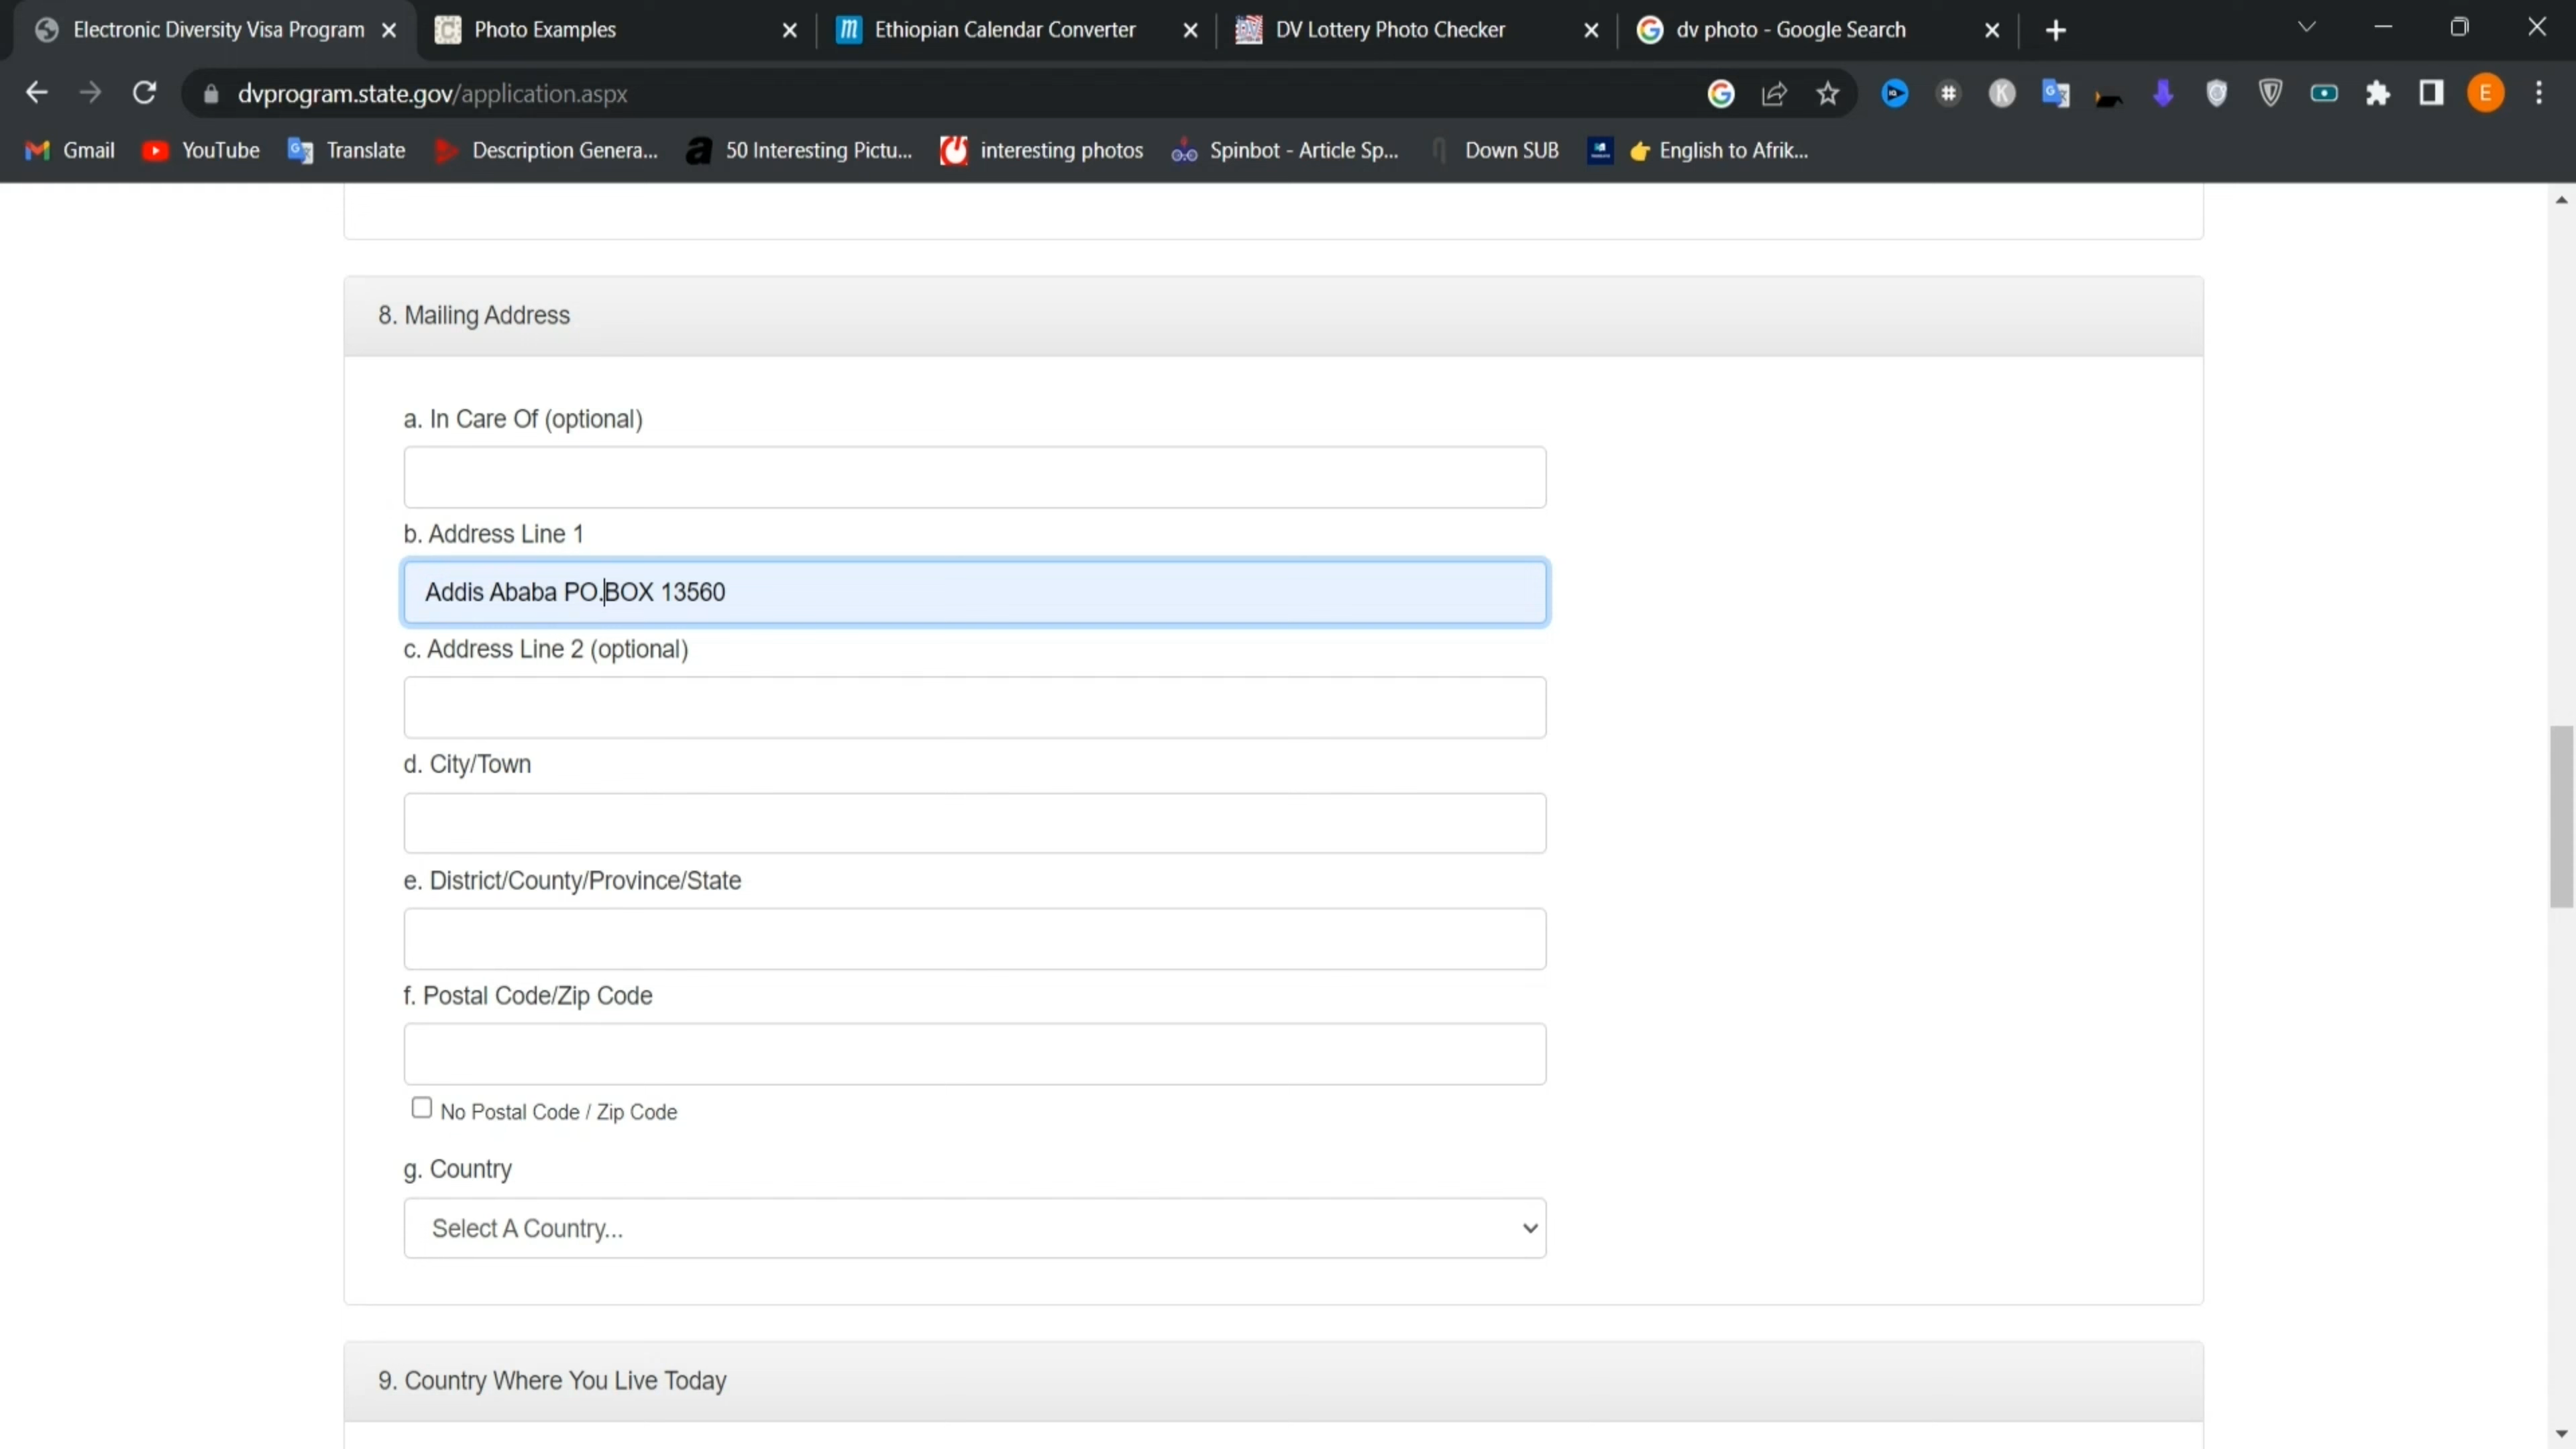 Electronic Diversity Visa Program
Photo Examples
Ethiopian Calendar Converter
DV Lottery Photo Checker
dv photo - Google Search
dvprogram.state.gov/application.aspx
E
Gmail
YouTube
Translate
Description Genera...
50 Interesting Pictu...
interesting photos
Spinbot - Article Sp...
Down SUB
English to Afrik...
8. Mailing Address
a. In Care Of (optional)
b. Address Line 1
Addis Ababa PO.BOX 13560
c. Address Line 2 (optional)
d. City/Town
e. District/County/Province/State
f. Postal Code/Zip Code
No Postal Code / Zip Code
g. Country
Select A Country...
9. Country Where You Live Today